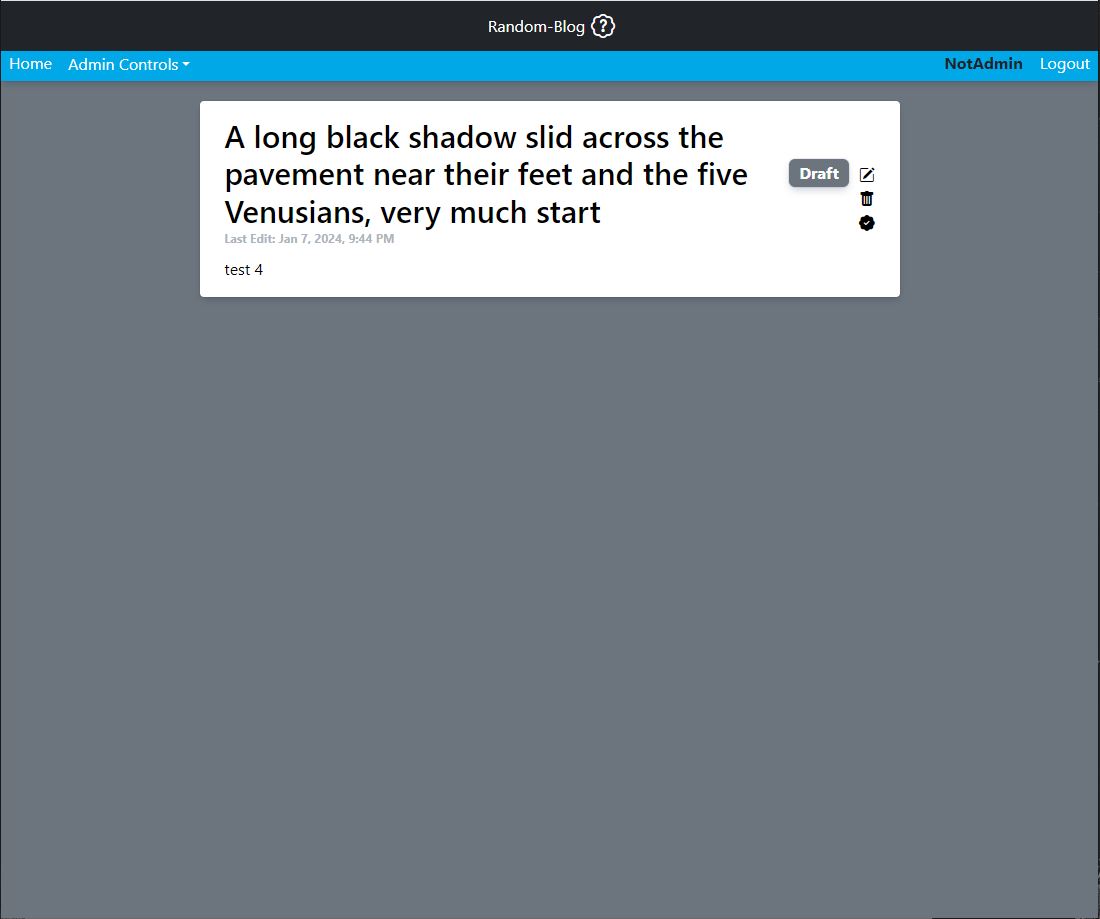 Random-Blog
Home Admin Controls NotAdmin Logout
A long black shadow slid across the
pavement near their feet and the five
Venusians, very much start
Draft
Last Edit: Jan 7, 2024, 9:44 PM
test 4